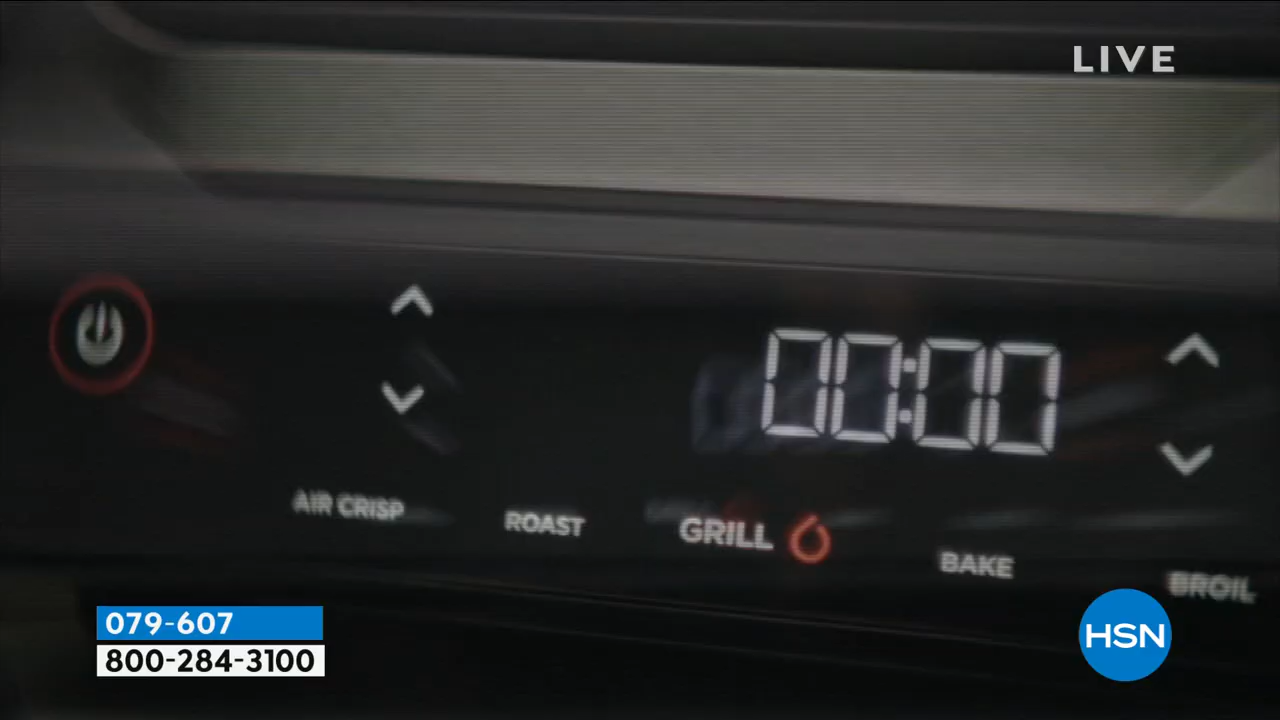 LIVE
00:00
AIR CRISP
ROAST
GRILL
BAKE
BROIL
079-607
800-284-3100
HSN